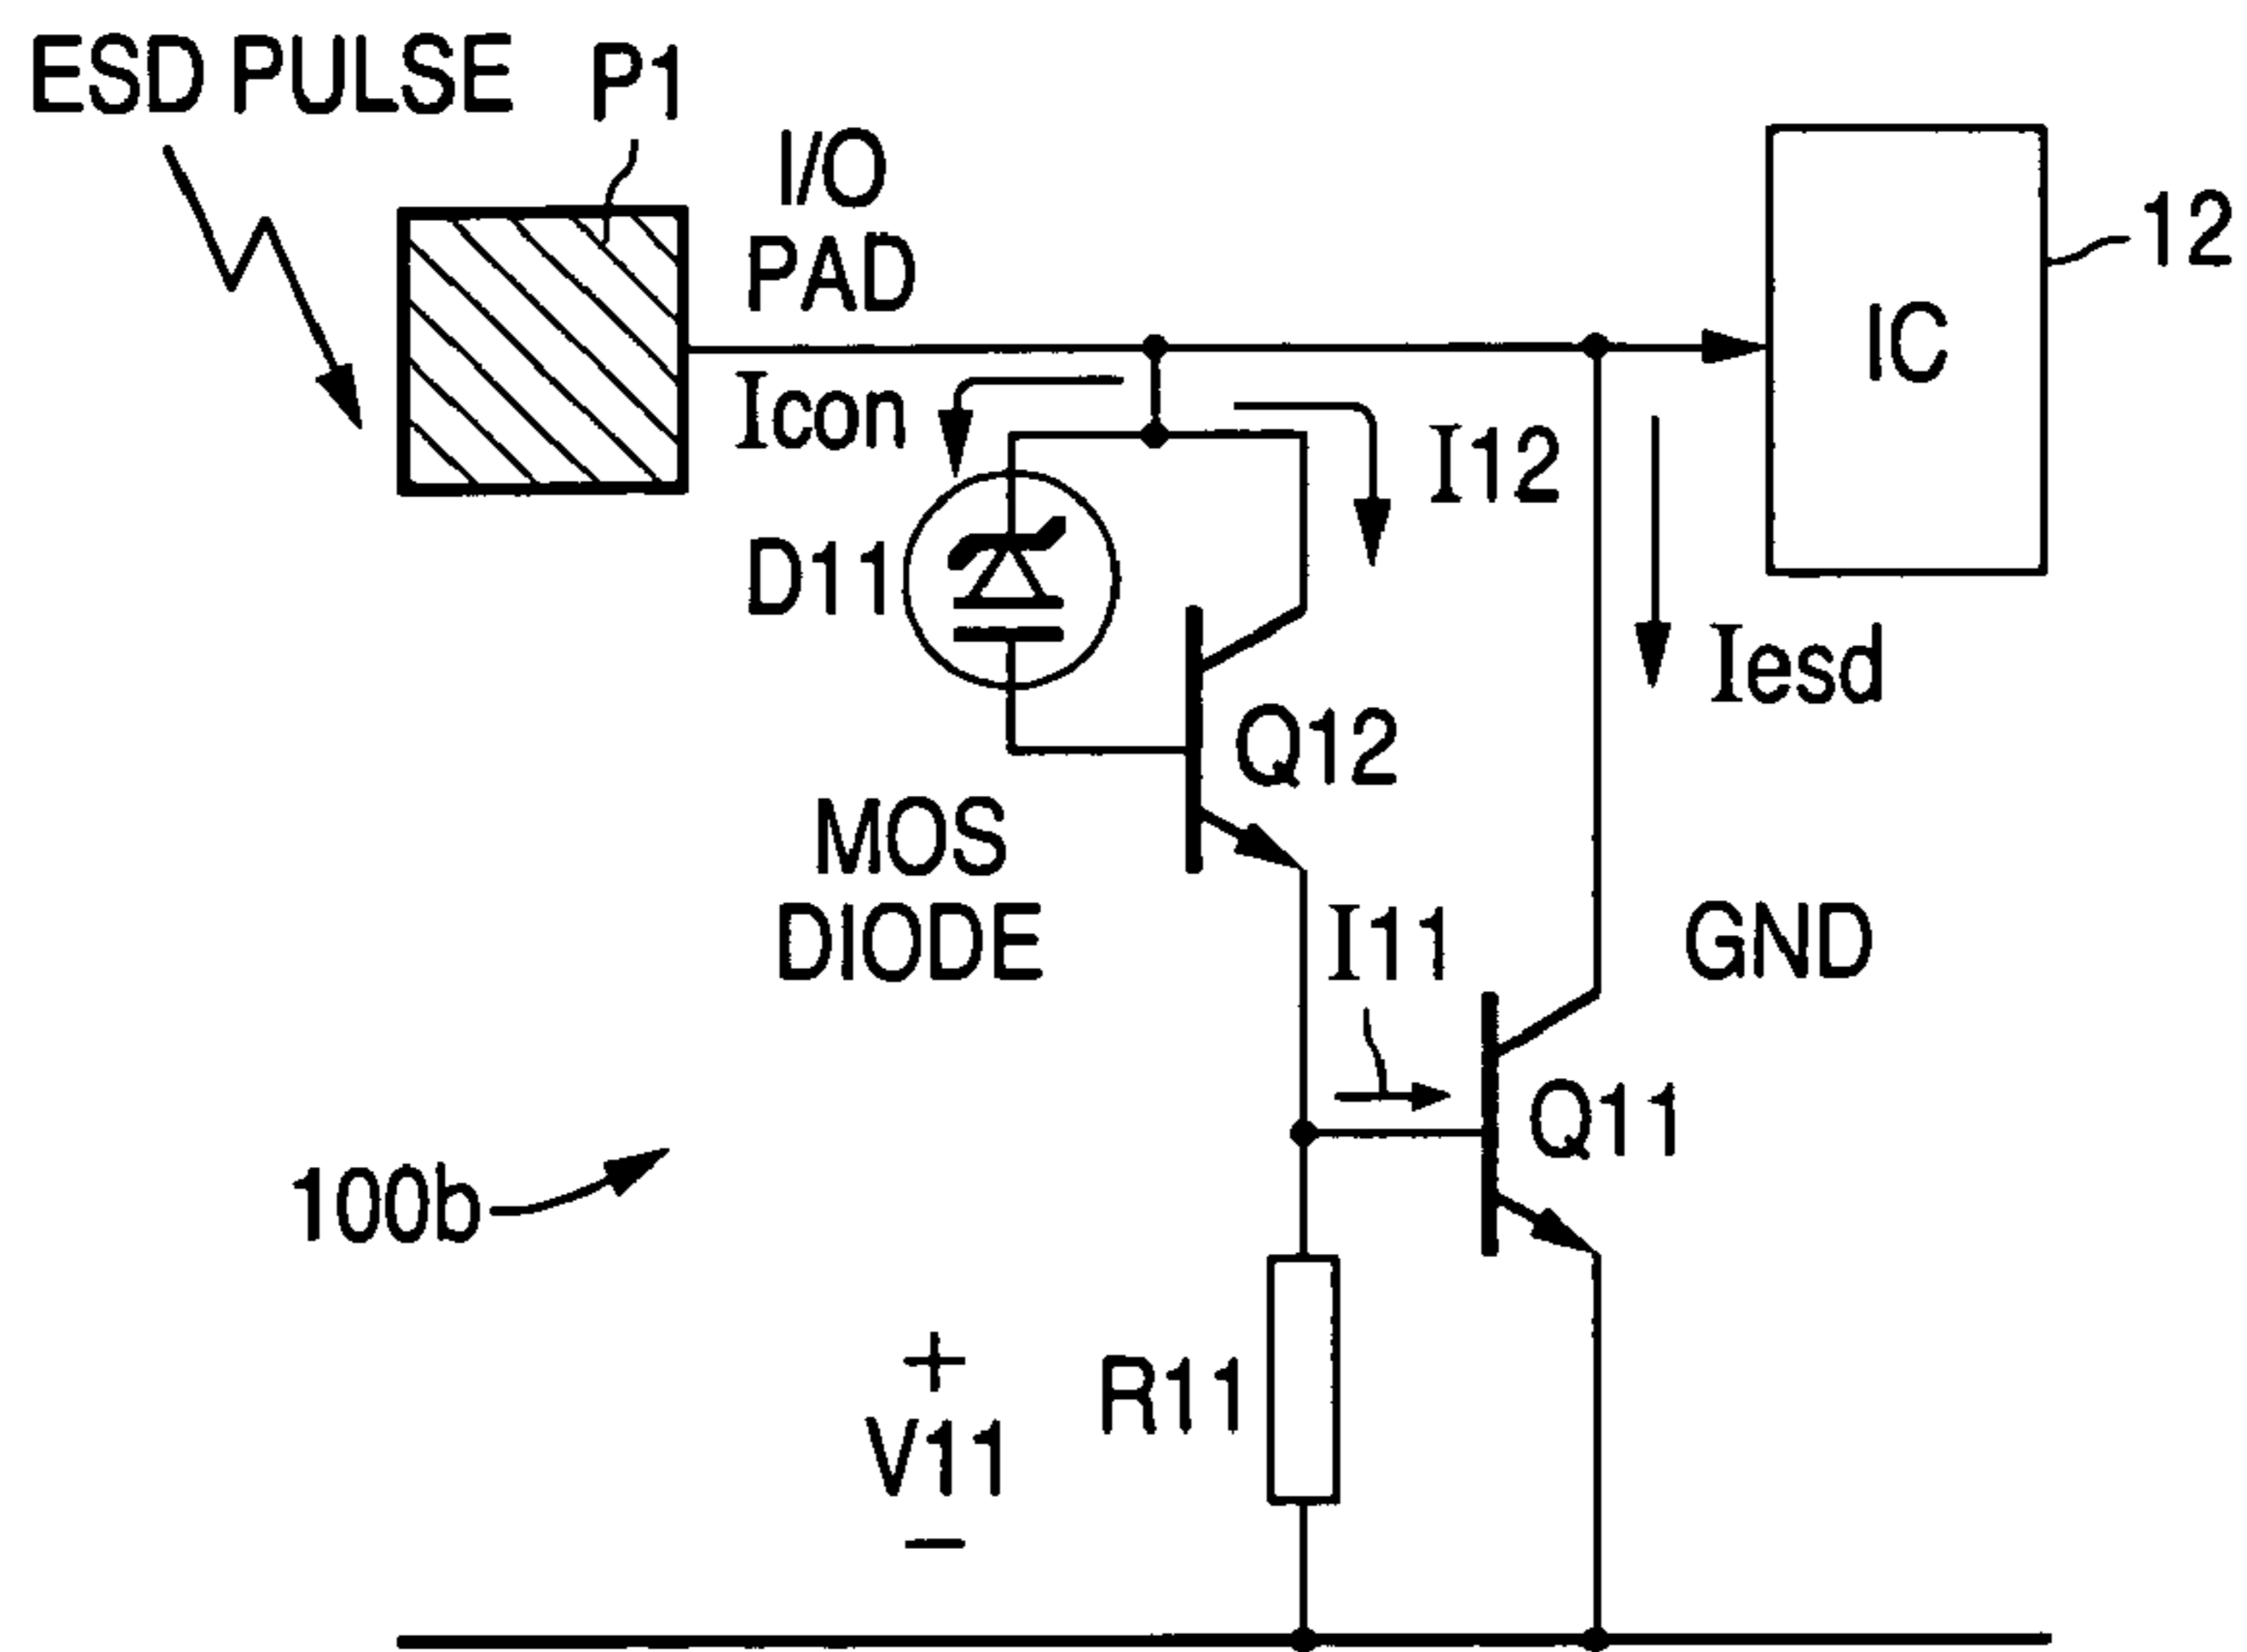 ESD PULSE
P1
I/O
PAD
12
IC
Icon
I12
D11
Iesd
Q12
MOS
DIODE
I11
GND
Q11
100b
+
V11
−
R11